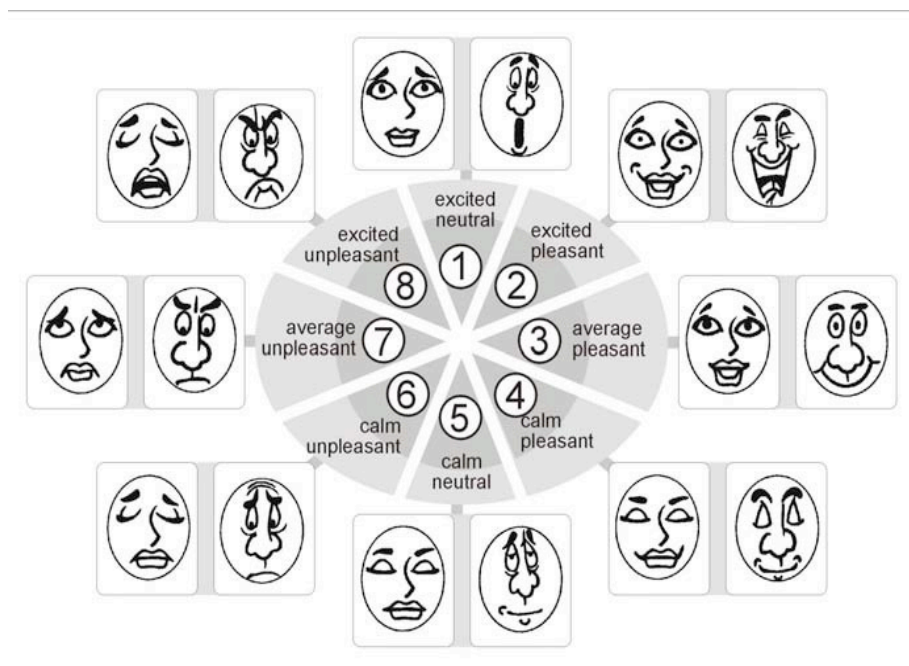 excited
neutral
1
excited
pleasant
2
average
pleasant
3
calm
pleasant
4
calm
neutral
5
calm
unpleasant
6
average
unpleasant
7
excited
unpleasant
8